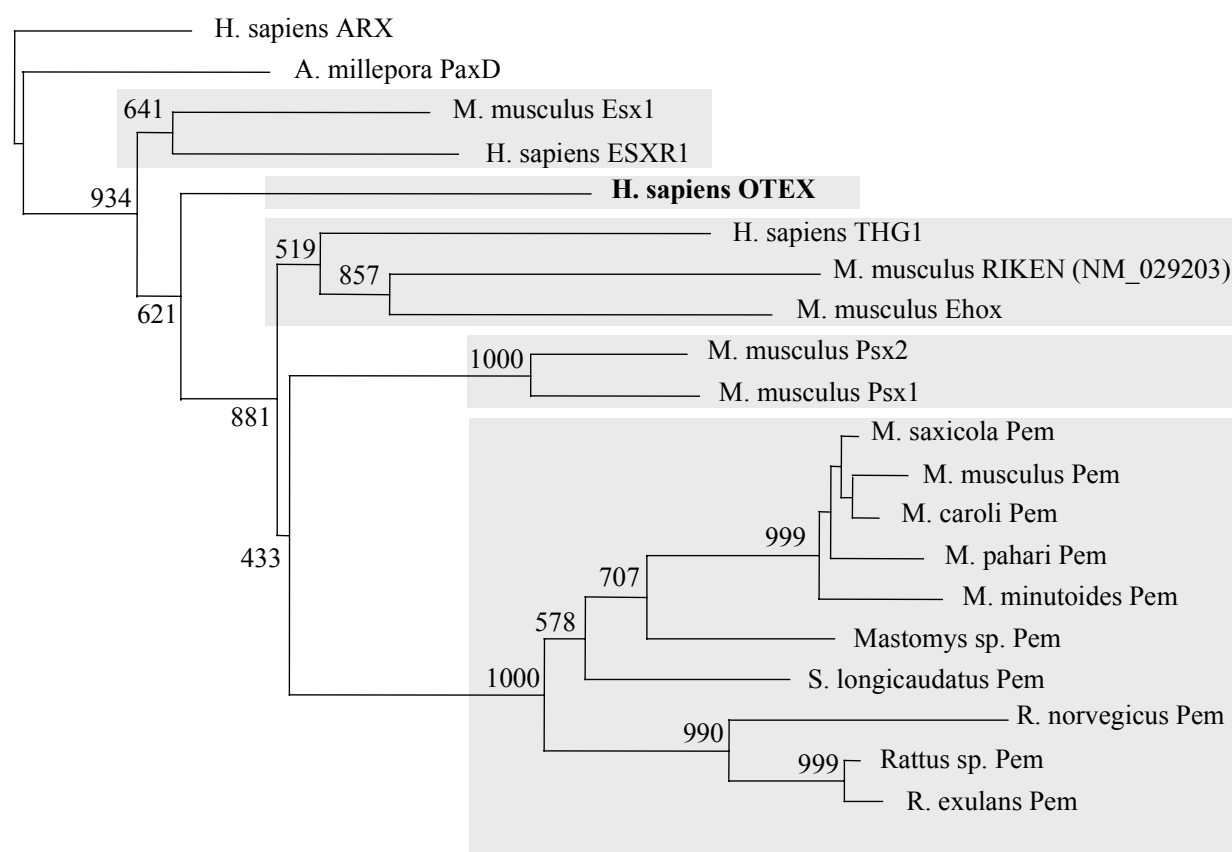 H. sapiens ARX
A. millepora PaxD
641
M. musculus Esx1
H. sapiens ESXR1
934
H. sapiens OTEX
H. sapiens THG1
519
857
M. musculus RIKEN (NM_029203)
621
M. musculus Ehox
M. musculus Psx2
1000
M. musculus Psx1
881
M. saxicola Pem
M. musculus Pem
M. caroli Pem
433
999
M. pahari Pem
707
M. minutoides Pem
578
Mastomys sp. Pem
1000
S. longicaudatus Pem
R. norvegicus Pem
990
999
Rattus sp. Pem
R. exulans Pem